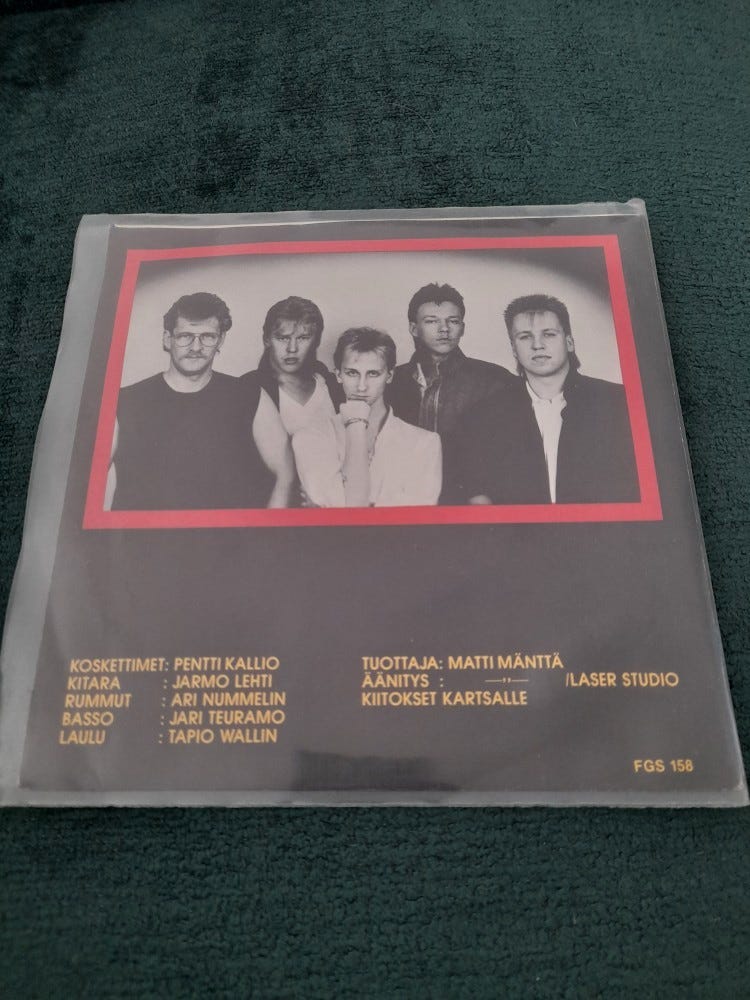 KOSKETTIMET: PENTTI KALLIO
KITARA : JARMO LEHTI
RUMMUT : ARI NUMMELIN
BASSO : JARI TEURAMO
LAULU : TAPIO WALLIN
TUOTTAJA: MATTI MÄNTTÄ
ÄÄNITYS : —,,— /LASER STUDIO
KIITOKSET KARTSALLE
FGS 158